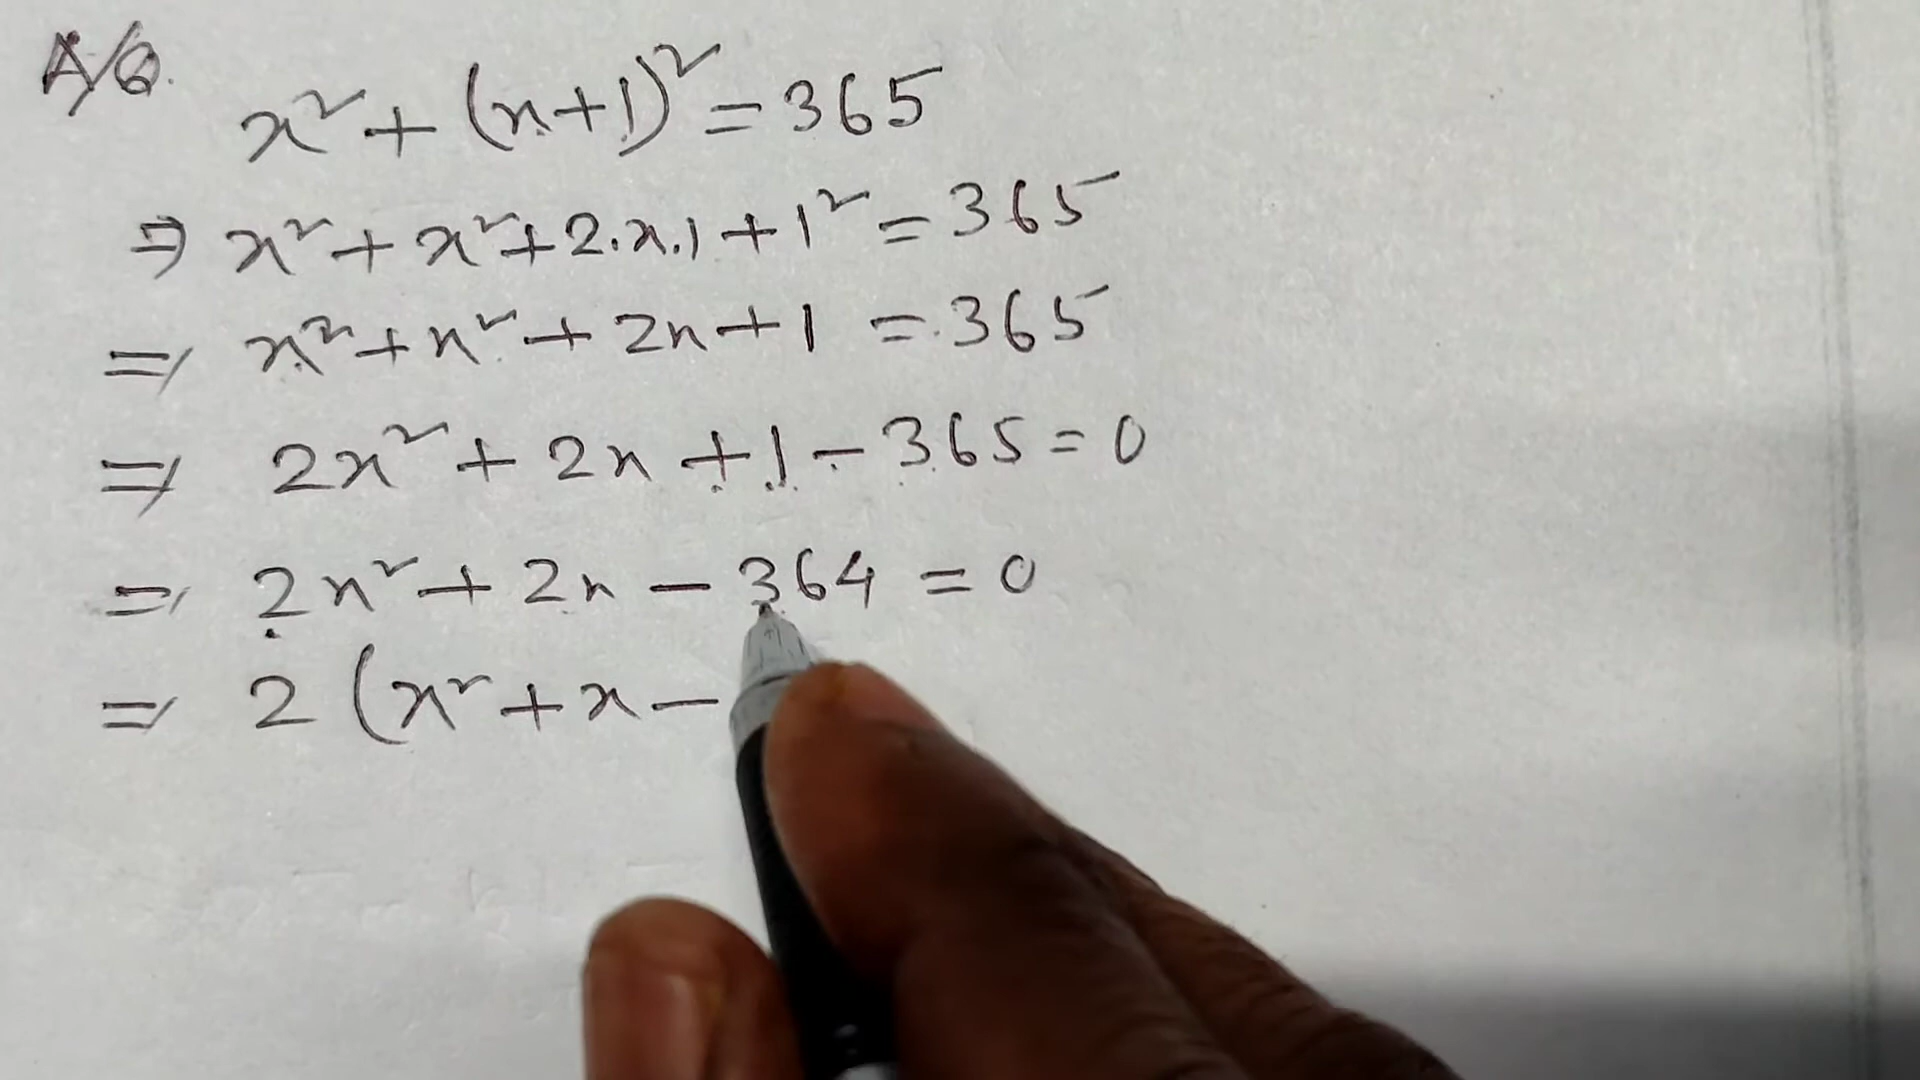 A/Q.
x² + (x+1)² = 365
⇒ x² + x² + 2.x.1 + 1² = 365
⇒ x² + x² + 2x + 1 = 365
⇒ 2x² + 2x + 1 - 365 = 0
⇒ 2x² + 2x - 364 = 0
⇒ 2 (x² + x -